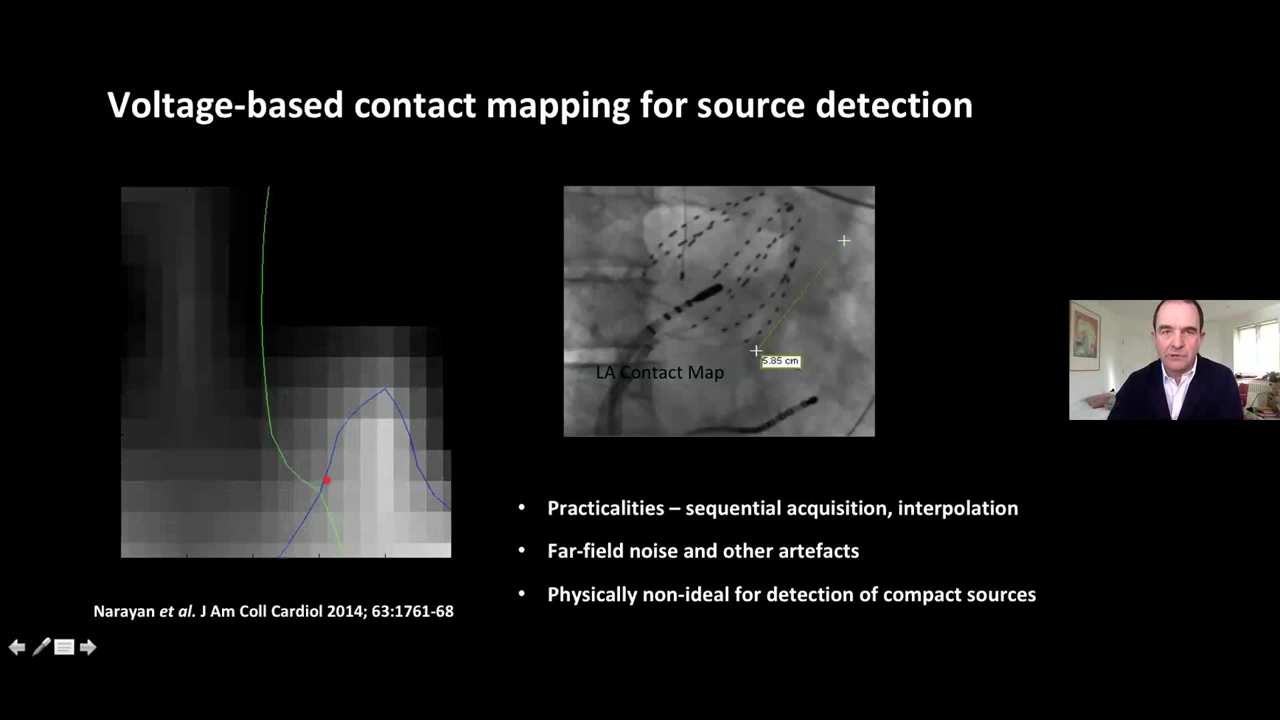 Voltage-based contact mapping for source detection
5.85 cm
LA Contact Map
• Practicalities – sequential acquisition, interpolation
• Far-field noise and other artefacts
• Physically non-ideal for detection of compact sources
Narayan et al. J Am Coll Cardiol 2014; 63:1761-68